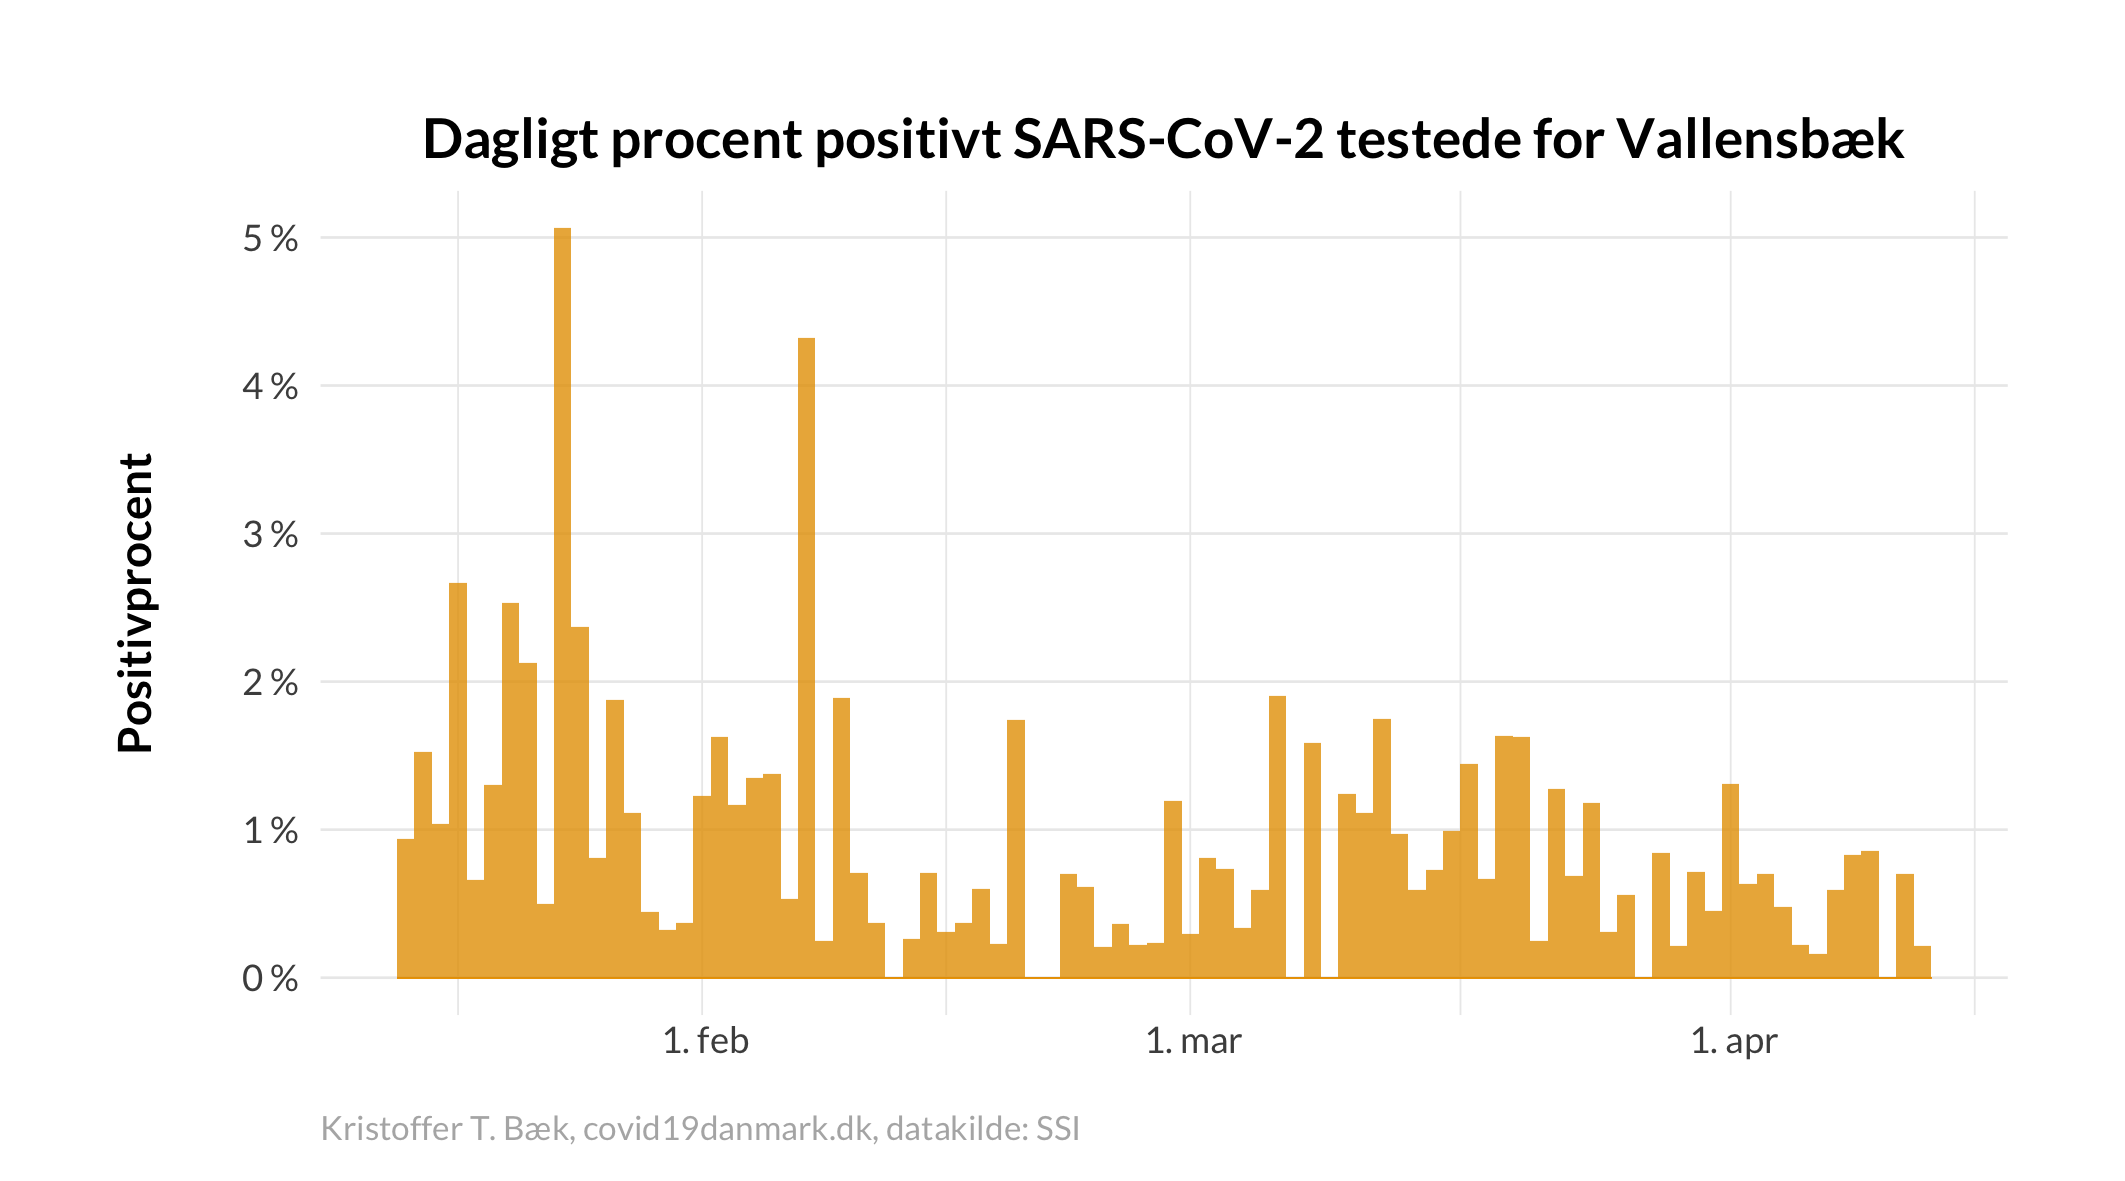 Dagligt procent positivt SARS-CoV-2 testede for Vallensbæk
Positivprocent
5 %
4 %
3 %
2 %
1 %
0 %
1. feb
1. mar
1. apr
Kristoffer T. Bæk, covid19danmark.dk, datakilde: SSI